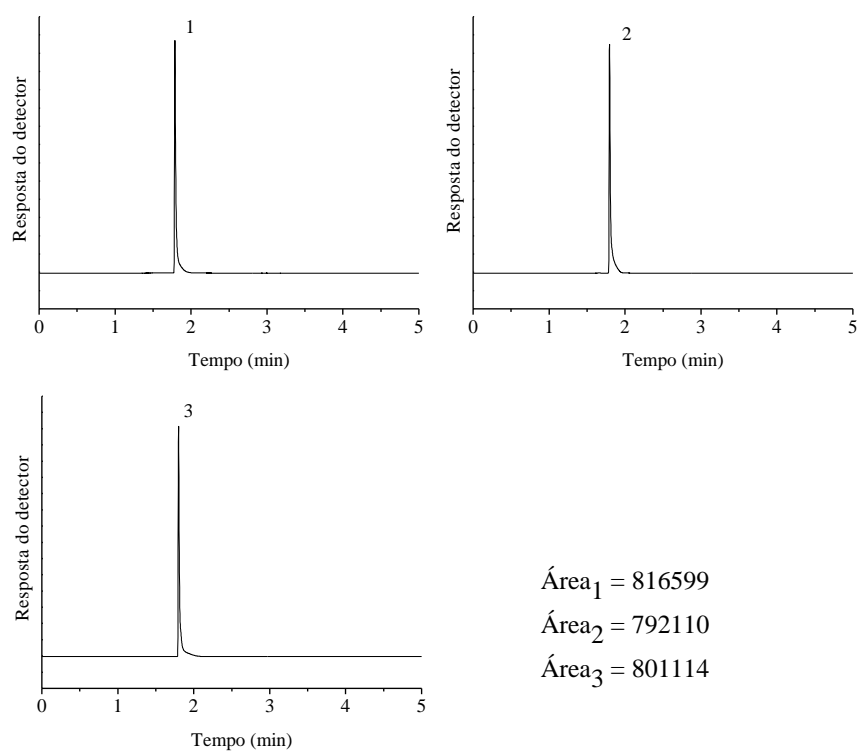 1
Resposta do detector
0 1 2 3 4 5
Tempo (min)
2
Resposta do detector
0 1 2 3 4 5
Tempo (min)
3
Resposta do detector
0 1 2 3 4 5
Tempo (min)
Área1 = 816599
Área2 = 792110
Área3 = 801114